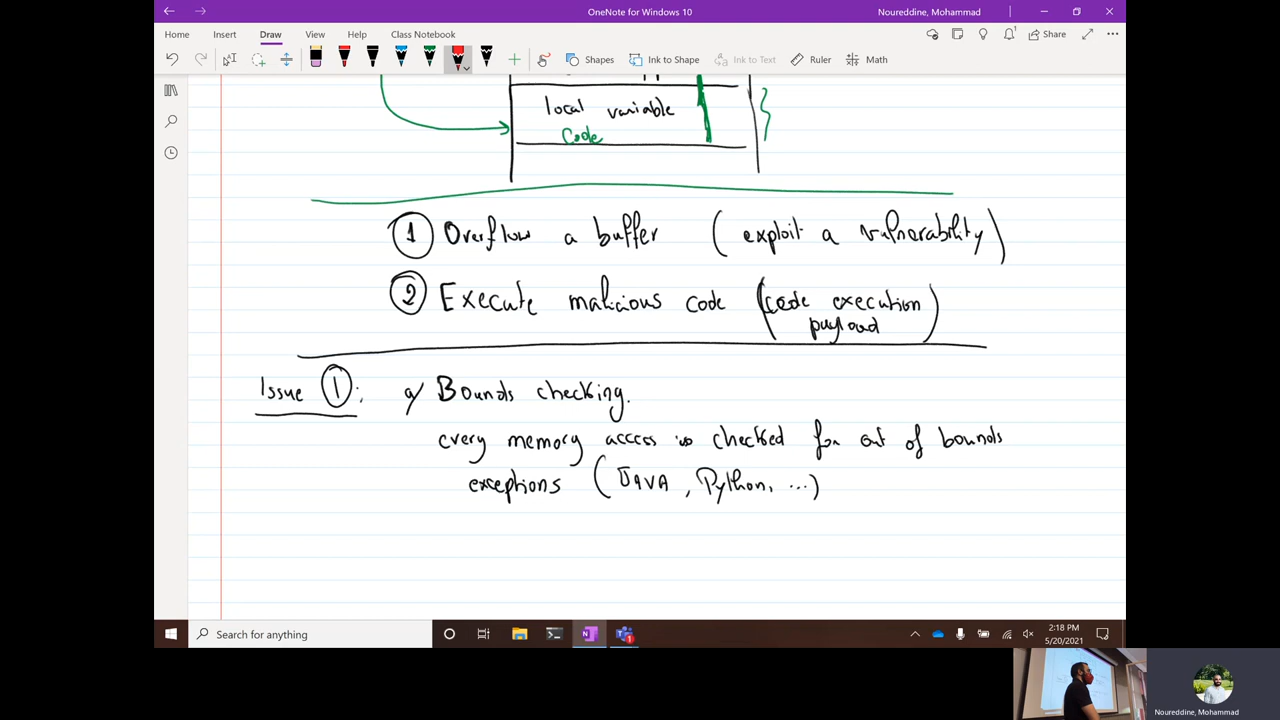 OneNote for Windows 10
Noureddine, Mohammad
Home Insert Draw View Help Class Notebook
Share
Shapes Ink to Shape Ink to Text Ruler Math
local variable
Code
1 Overflow a buffer (exploit a vulnerability)
2 Execute malicious code (code execution
payload)
Issue 1: a/ Bounds checking.
every memory access is checked for out of bounds
exceptions (JAVA, Python, ...)
Search for anything
2:18 PM
5/20/2021
Noureddine, Mohammad